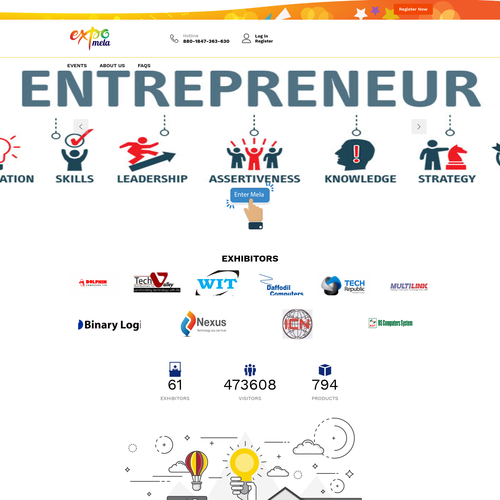 Register Now
expo
mela
Hotline
880-1847-363-630
Log In
Register
EVENTS ABOUT US FAQS
ENTREPRENEUR
ATION SKILLS LEADERSHIP ASSERTIVENESS KNOWLEDGE STRATEGY
Enter Mela
EXHIBITORS
DOLPHIN
Tech Valley
WIT
Daffodil
Computers
TECH
Republic
MULTILINK
Binary Logi
Nexus
ICN
RS Computers System
61 473608 794
EXHIBITORS VISITORS PRODUCTS